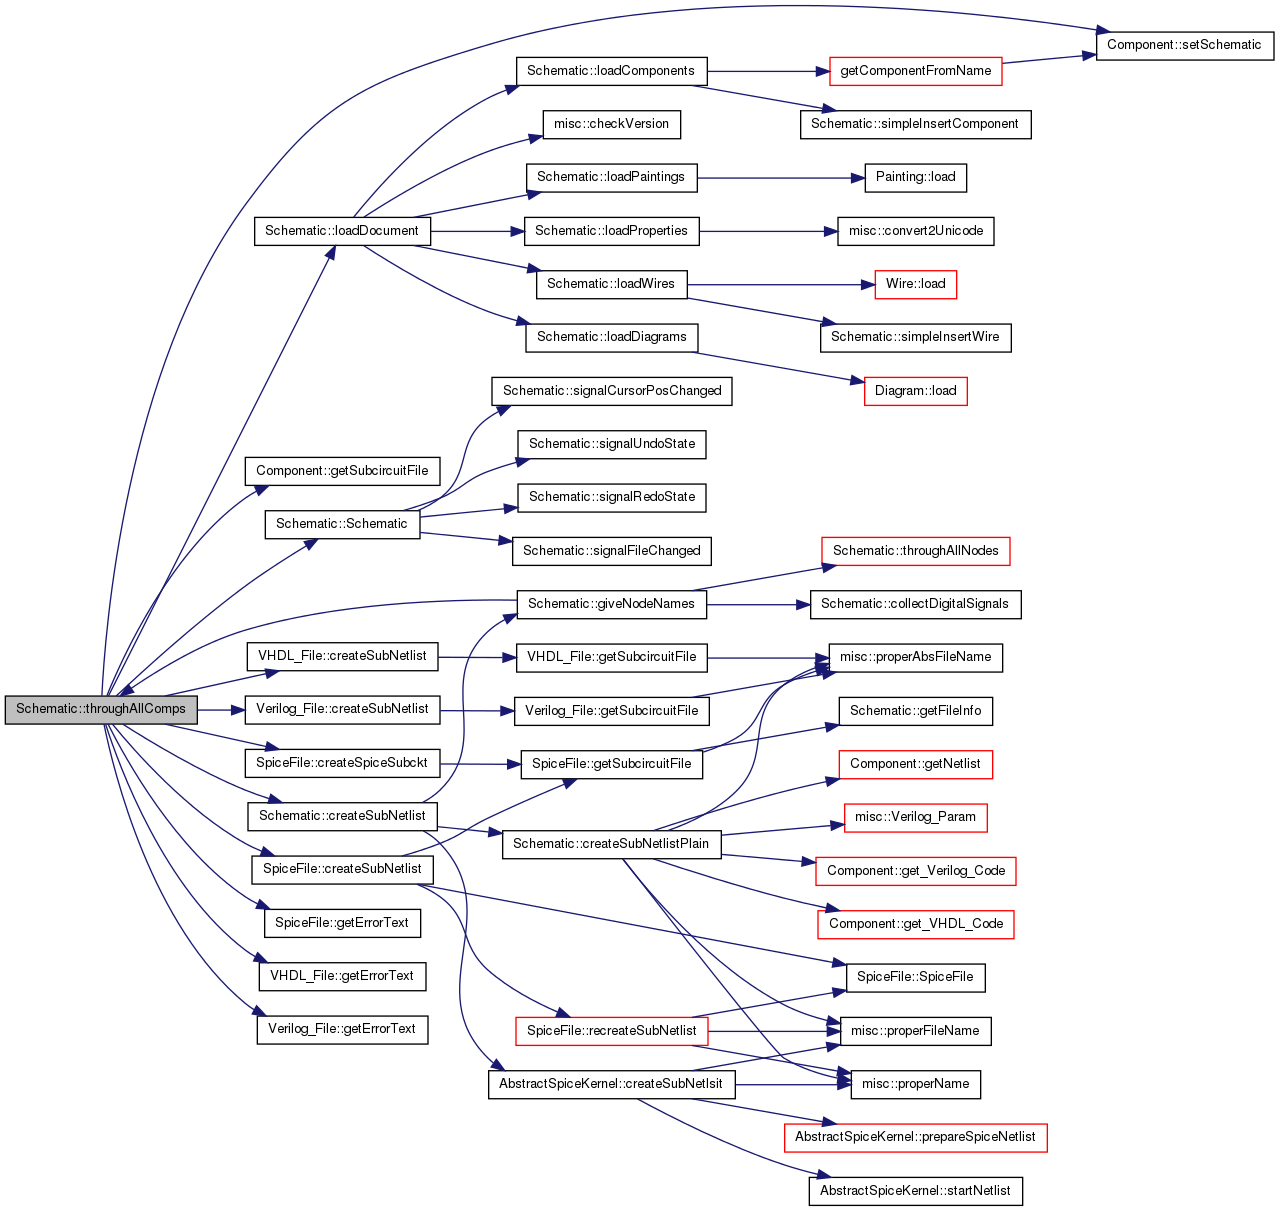 Component::setSchematic
Schematic::loadComponents
getComponentFromName
misc::checkVersion
Schematic::simpleInsertComponent
Schematic::loadPaintings
Painting::load
Schematic::loadDocument
Schematic::loadProperties
misc::convert2Unicode
Schematic::loadWires
Wire::load
Schematic::loadDiagrams
Schematic::simpleInsertWire
Schematic::signalCursorPosChanged
Diagram::load
Schematic::signalUndoState
Component::getSubcircuitFile
Schematic::signalRedoState
Schematic::Schematic
Schematic::signalFileChanged
Schematic::throughAllNodes
Schematic::giveNodeNames
Schematic::collectDigitalSignals
VHDL_File::createSubNetlist
VHDL_File::getSubcircuitFile
misc::properAbsFileName
Schematic::throughAllComps
Verilog_File::createSubNetlist
Verilog_File::getSubcircuitFile
Schematic::getFileInfo
SpiceFile::createSpiceSubckt
SpiceFile::getSubcircuitFile
Component::getNetlist
Schematic::createSubNetlist
misc::Verilog_Param
Schematic::createSubNetlistPlain
SpiceFile::createSubNetlist
Component::get_Verilog_Code
SpiceFile::getErrorText
Component::get_VHDL_Code
VHDL_File::getErrorText
SpiceFile::SpiceFile
Verilog_File::getErrorText
SpiceFile::recreateSubNetlist
misc::properFileName
AbstractSpiceKernel::createSubNetlsit
misc::properName
AbstractSpiceKernel::prepareSpiceNetlist
AbstractSpiceKernel::startNetlist